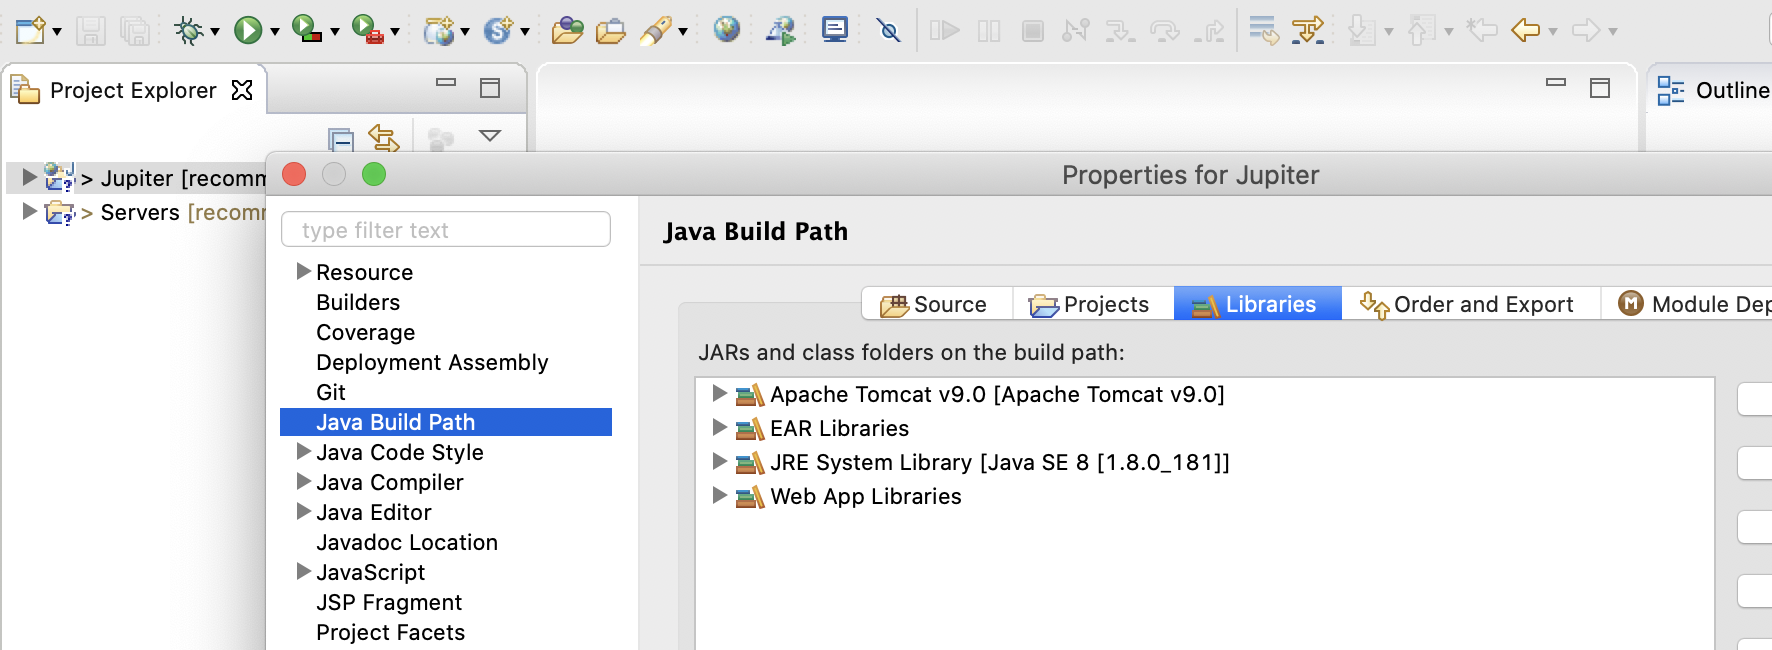 Project Explorer
Outline
> Jupiter [recomm
> Servers [recom
Properties for Jupiter
type filter text
Resource
Builders
Coverage
Deployment Assembly
Git
Java Build Path
Java Code Style
Java Compiler
Java Editor
Javadoc Location
JavaScript
JSP Fragment
Project Facets
Java Build Path
Source
Projects
Libraries
Order and Export
M
Module Dep
JARs and class folders on the build path:
Apache Tomcat v9.0 [Apache Tomcat v9.0]
EAR Libraries
JRE System Library [Java SE 8 [1.8.0_181]]
Web App Libraries